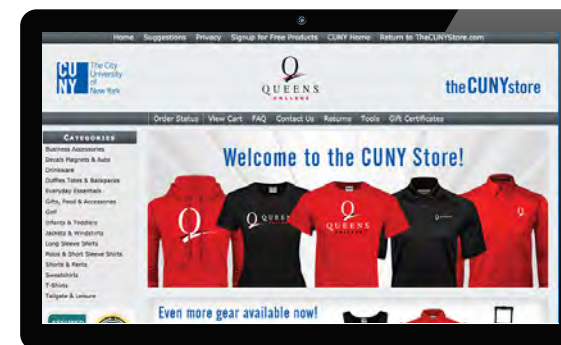 Home Suggestions Privacy Signup for Free Products CUNY Home Return to TheCUNYStore.com
CU
NY
The City
University
of
New York
Q
QUEENS
COLLEGE
theCUNYstore
Order Status View Cart FAQ Contact Us Returns Tools Gift Certificates
CATEGORIES
Business Accessories
Decals Magnets & Auto
Drinkware
Duffles Totes & Backpacks
Everyday Essentials
Gifts, Food & Accessories
Golf
Infants & Toddlers
Jackets & Windshirts
Long Sleeve Shirts
Polos & Short Sleeve Shirts
Shorts & Pants
Sweatshirts
T-Shirts
Tailgate & Leisure
Welcome to the CUNY Store!
Q QUEENS
Q
QUEENS
COLLEGE
Even more gear available now!